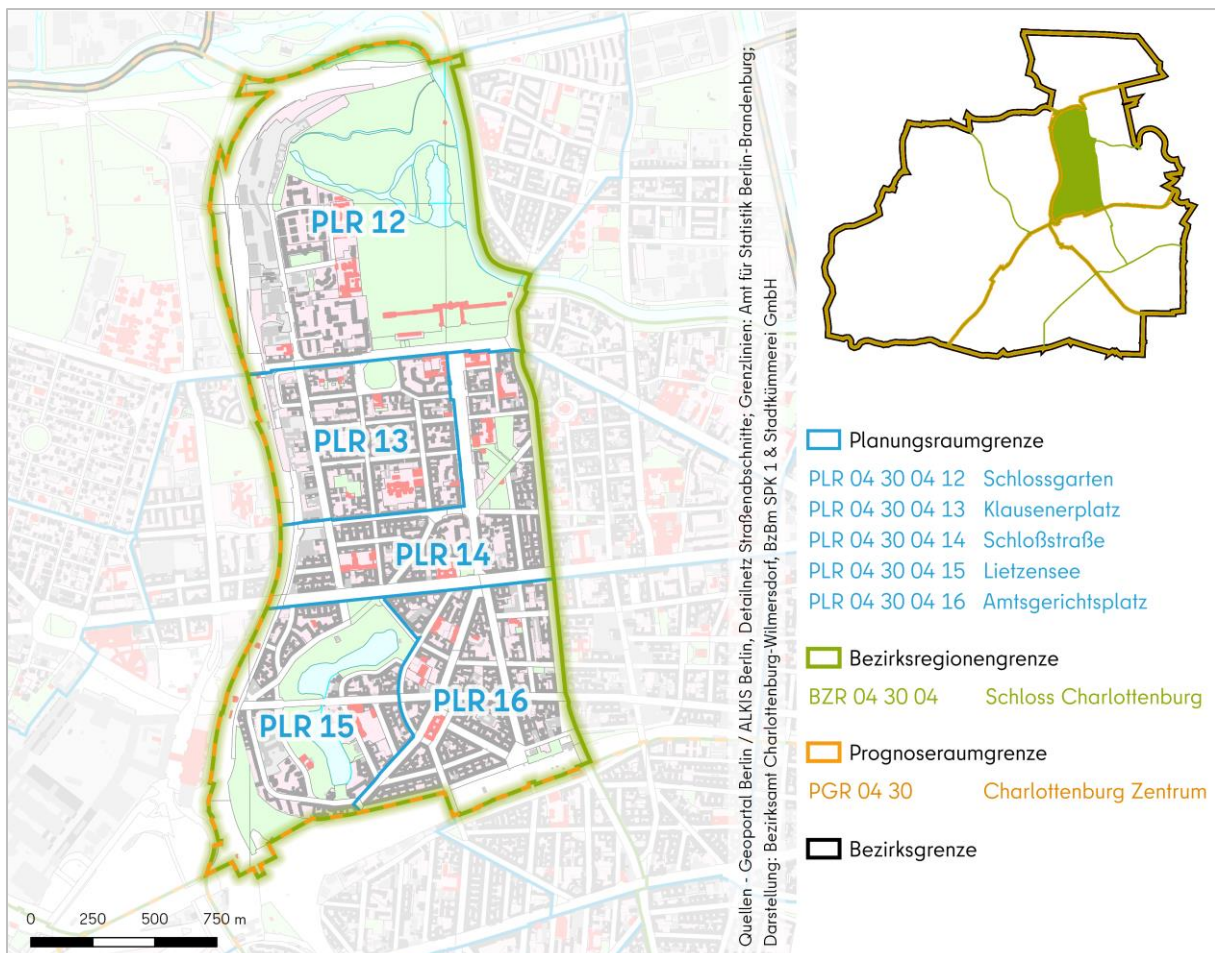 PLR 12
PLR 13
PLR 14
PLR 15
PLR 16
0 250 500 750 m
Quellen - Geoportal Berlin / ALKIS Berlin, Detailnetz Straßenabschnitte; Grenzlinien: Amt für Statistik Berlin-Brandenburg;
Darstellung: Bezirksamt Charlottenburg-Wilmersdorf, BzBm SPK 1 & Stadtkümmerei GmbH
Planungsraumgrenze
PLR 04 30 04 12 Schlossgarten
PLR 04 30 04 13 Klausenerplatz
PLR 04 30 04 14 Schloßstraße
PLR 04 30 04 15 Lietzensee
PLR 04 30 04 16 Amtsgerichtsplatz
Bezirksregionengrenze
BZR 04 30 04 Schloss Charlottenburg
Prognoseraumgrenze
PGR 04 30 Charlottenburg Zentrum
Bezirksgrenze